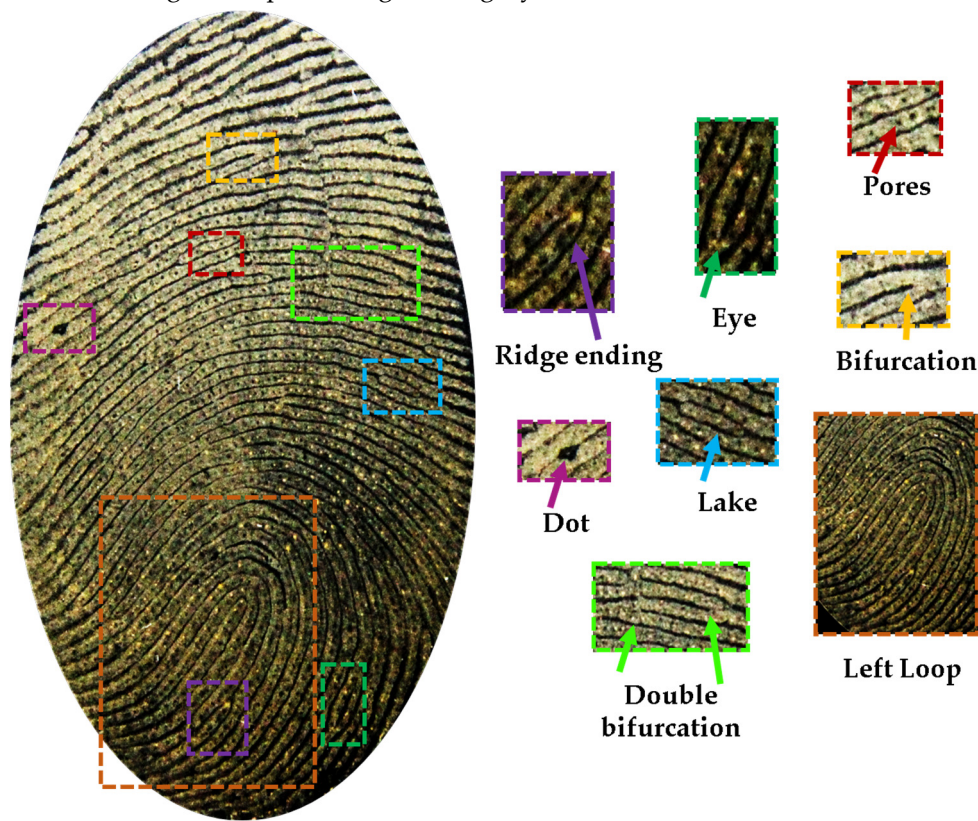 Pores
Eye
Ridge ending
Bifurcation
Dot
Lake
Double
bifurcation
Left Loop